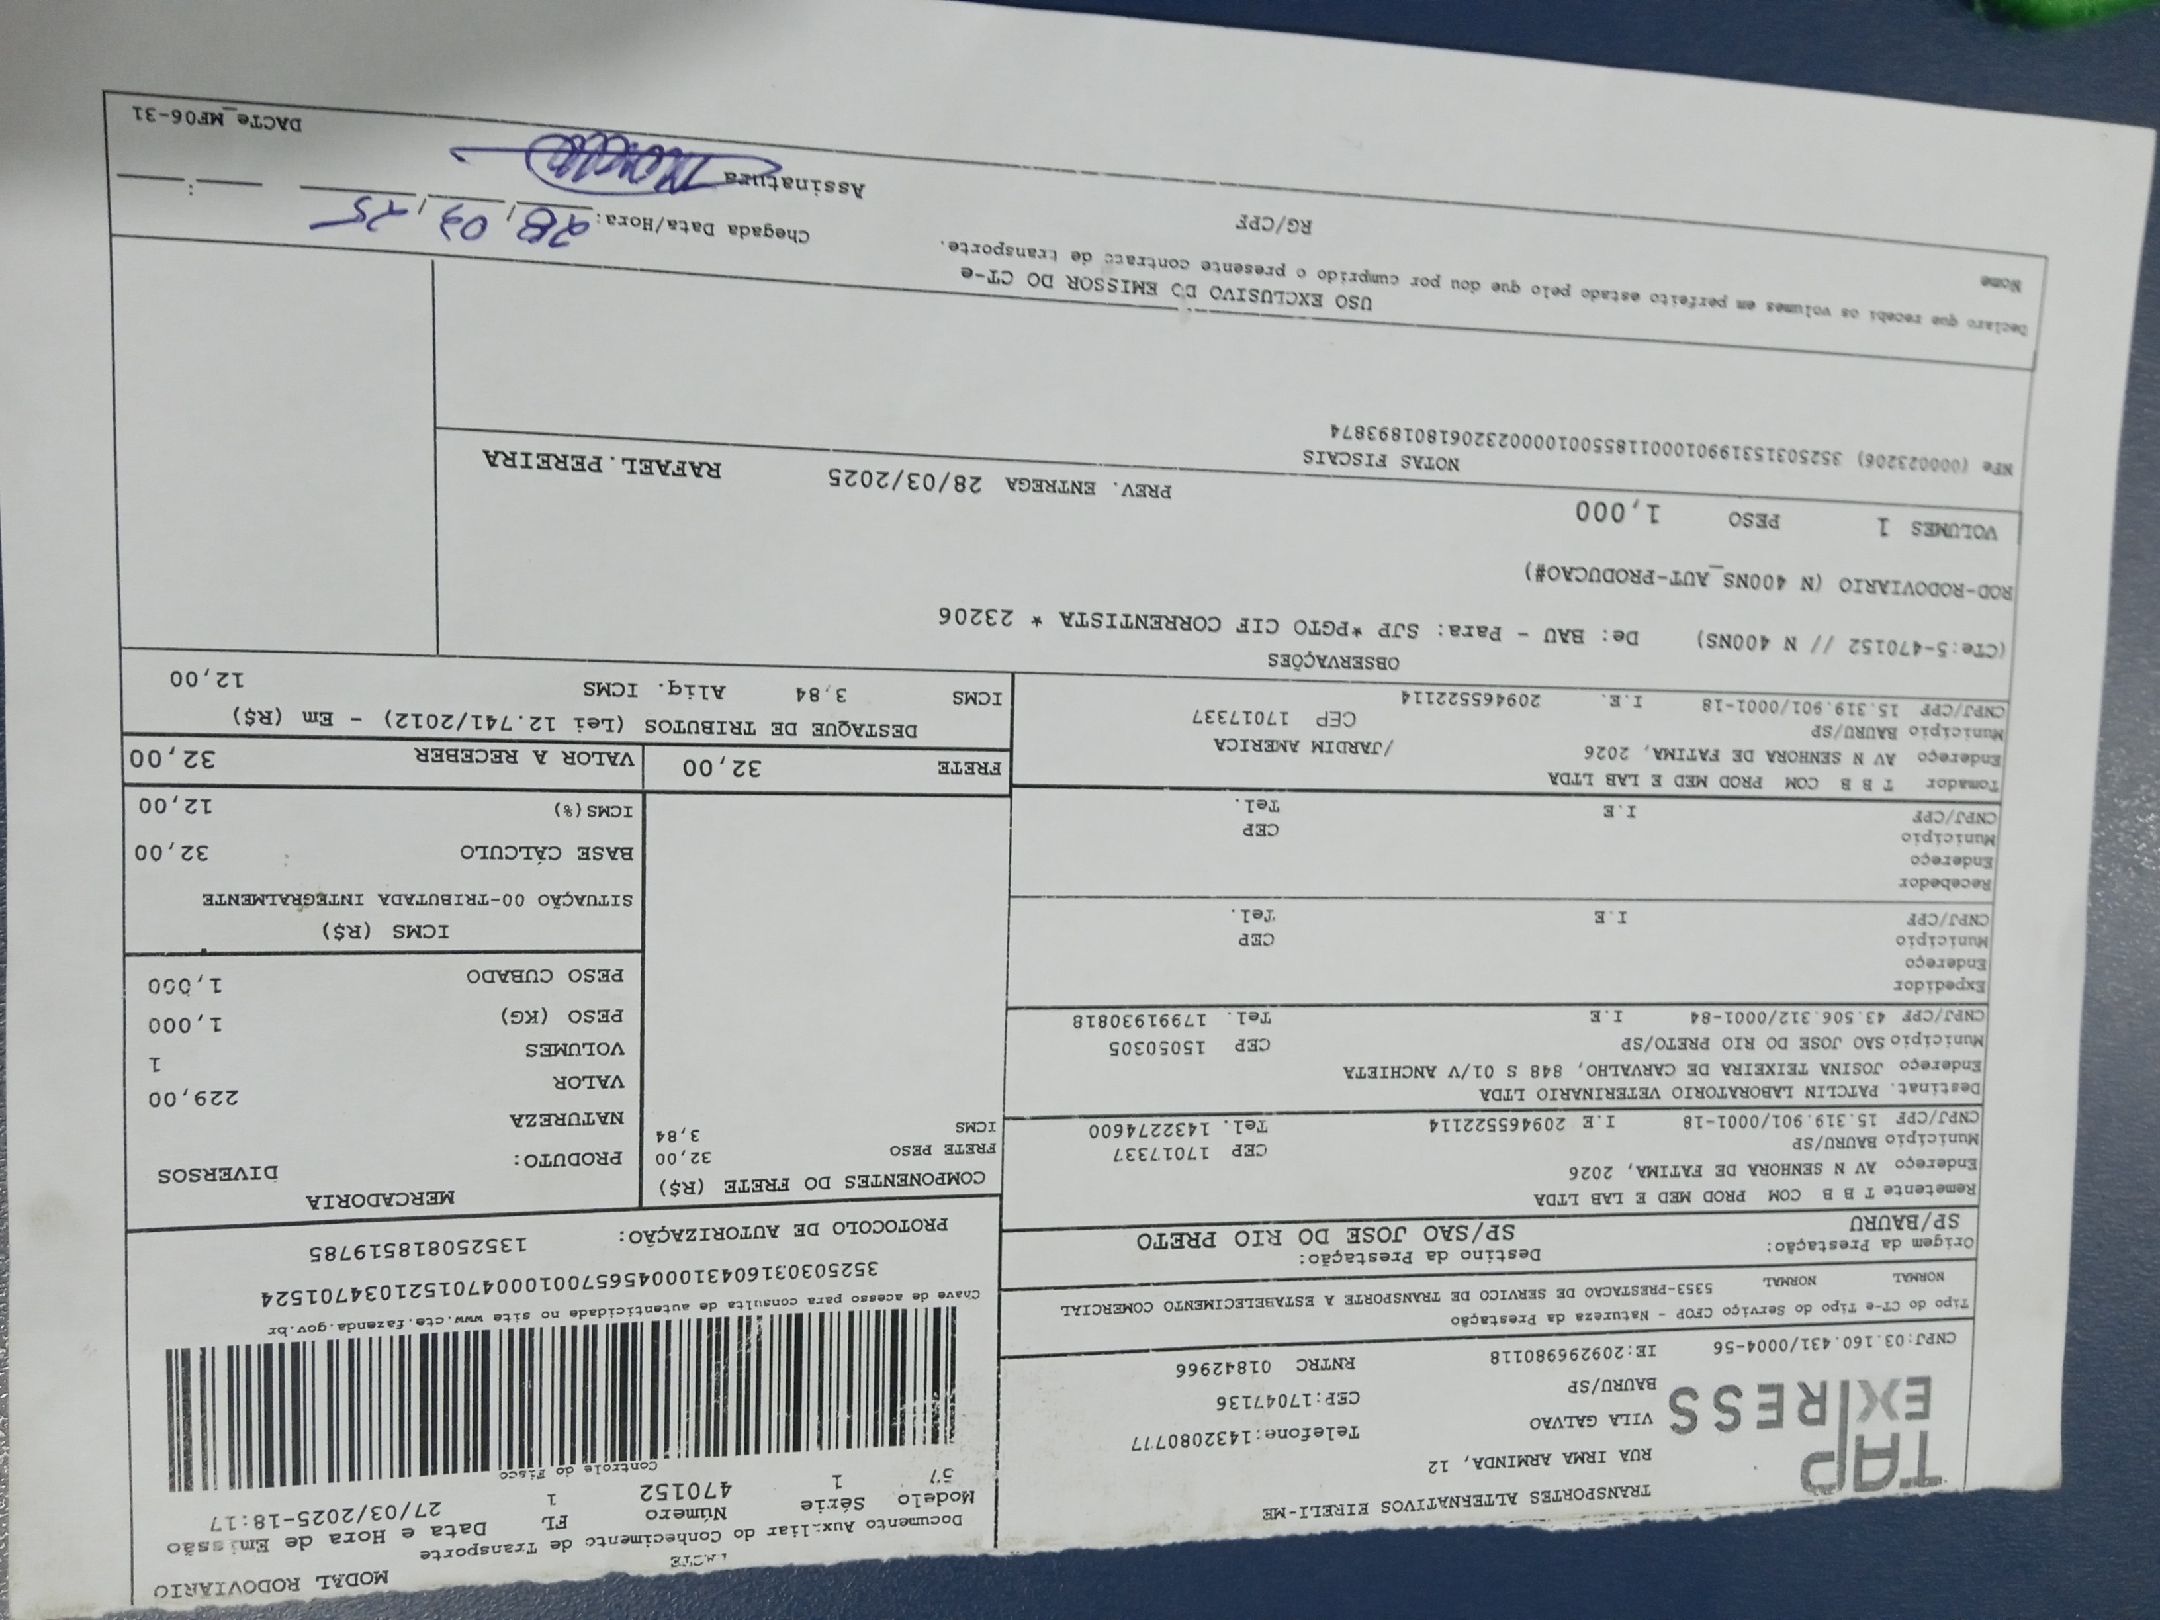 TAP
EXPRESS
TRANSPORTES ALTERNATIVOS EIRELI-ME
RUA IRMA ARMINDA, 12
VILA GALVAO Telefone:1432080777
BAURU/SP CEP:17047136
CNPJ:03.160.431/0004-56 IE:209296980118 RNTRC 01842966
DACTE MODAL RODOVIARIO
Documento Auxiliar do Conhecimento de Transporte
Modelo Série Número FL Data e Hora de Emissão
57 1 470152 1 27/03/2025-18:17
Controle do Fisco
Chave de acesso para consulta de autenticidade no site www.cte.fazenda.gov.br
35250303160431000456570010004701521034701524
PROTOCOLO DE AUTORIZAÇÃO: 135250818519785
Tipo do CT-e Tipo do Serviço CFOP - Natureza da Prestação
NORMAL NORMAL 5353-PRESTACAO DE SERVICO DE TRANSPORTE A ESTABELECIMENTO COMERCIAL
Origem da Prestação: Destino da Prestação:
SP/BAURU SP/SAO JOSE DO RIO PRETO
Remetente T B B COM PROD MED E LAB LTDA
Endereço AV N SENHORA DE FATIMA, 2026
Município BAURU/SP CEP 17017337
CNPJ/CPF 15.319.901/0001-18 I.E 209465522114 Tel. 1432274600
Destinat. PATCLIN LABORATORIO VETERINARIO LTDA
Endereço JOSINA TEIXEIRA DE CARVALHO, 848 S 01/V ANCHIETA
Município SAO JOSE DO RIO PRETO/SP CEP 15050305
CNPJ/CPF 43.506.312/0001-84 I.E Tel. 17991930818
Expedidor
Endereço
Município CEP
CNPJ/CPF I.E Tel.
Recebedor
Endereço
Município CEP
CNPJ/CPF I.E Tel.
Tomador T B B COM PROD MED E LAB LTDA
Endereço AV N SENHORA DE FATIMA, 2026 /JARDIM AMERICA
Município BAURU/SP CEP 17017337
CNPJ/CPF 15.319.901/0001-18 I.E. 209465522114
COMPONENTES DO FRETE (R$)
FRETE PESO 32,00
ICMS 3,84
MERCADORIA
PRODUTO: DIVERSOS
NATUREZA
VALOR 229,00
VOLUMES 1
PESO (KG) 1,000
PESO CUBADO 1,000
ICMS (R$)
SITUAÇÃO 00-TRIBUTADA INTEGRALMENTE
BASE CÁLCULO 32,00
ICMS(%) 12,00
FRETE 32,00 VALOR A RECEBER 32,00
DESTAQUE DE TRIBUTOS (Lei 12.741/2012) - Em (R$)
ICMS 3,84 Aliq. ICMS 12,00
OBSERVAÇÕES
(CTe:5-470152 // N 400NS) De: BAU - Para: SJP *PGTO CIF CORRENTISTA * 23206
ROD-RODOVIARIO (N 400NS_AUT-PRODUCAO#)
VOLUMES 1 PESO 1,000 PREV. ENTREGA 28/03/2025 RAFAEL.PEREIRA
NOTAS FISCAIS
NFe (000023206) 35250315319901000118550010000232061801893874
USO EXCLUSIVO DO EMISSOR DO CT-e
Declaro que recebi os volumes em perfeito estado pelo que dou por cumprido o presente contrato de transporte.
Nome RG/CPF
Chegada Data/Hora: 28/03/25 :
Assinatura
DACTe_MF06-31